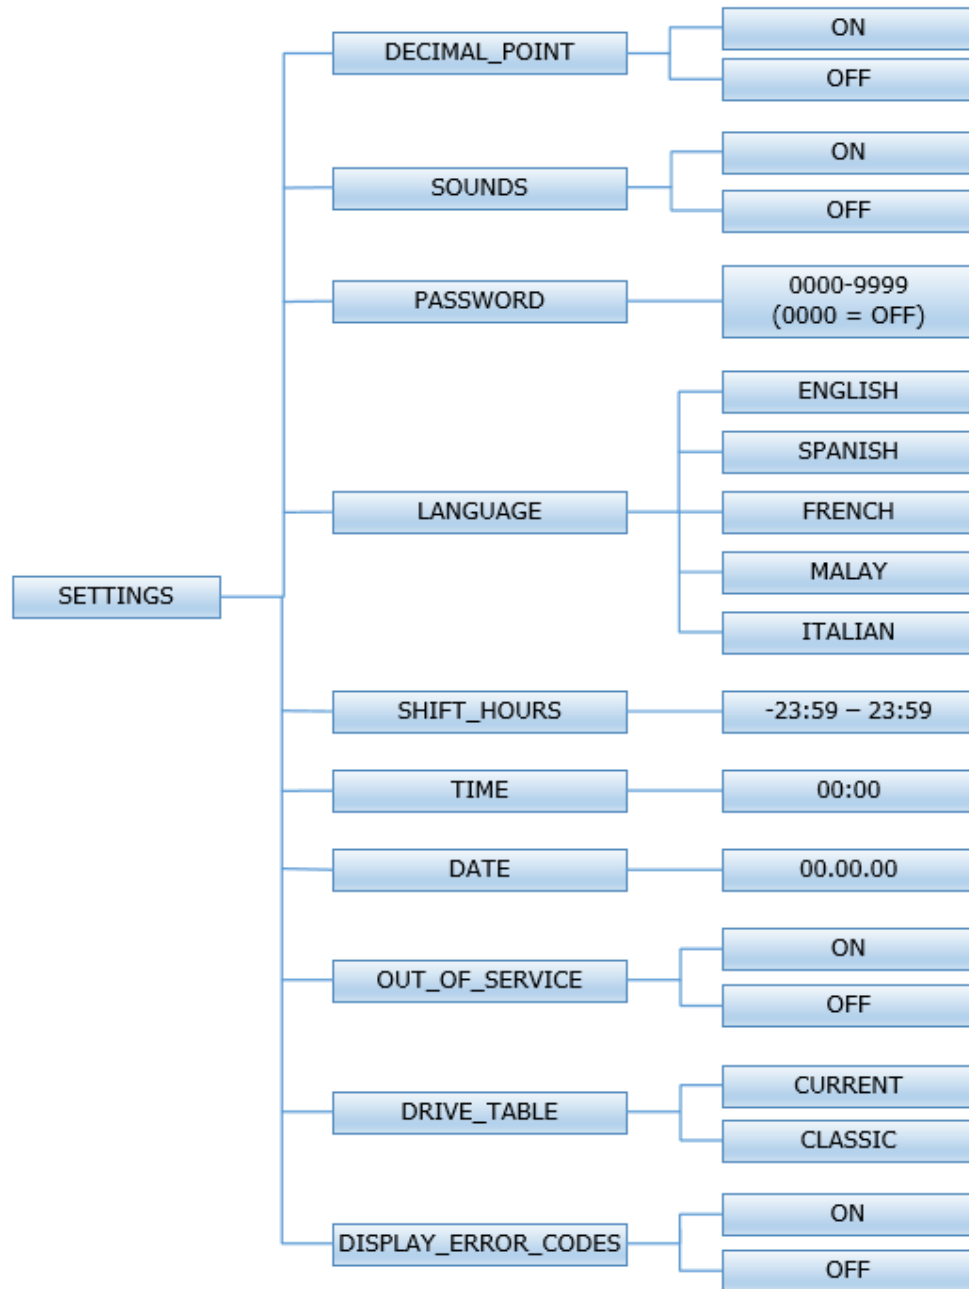 SETTINGS
DECIMAL_POINT
ON
OFF
SOUNDS
ON
OFF
PASSWORD
0000-9999
(0000 = OFF)
LANGUAGE
ENGLISH
SPANISH
FRENCH
MALAY
ITALIAN
SHIFT_HOURS
-23:59 – 23:59
TIME
00:00
DATE
00.00.00
OUT_OF_SERVICE
ON
OFF
DRIVE_TABLE
CURRENT
CLASSIC
DISPLAY_ERROR_CODES
ON
OFF